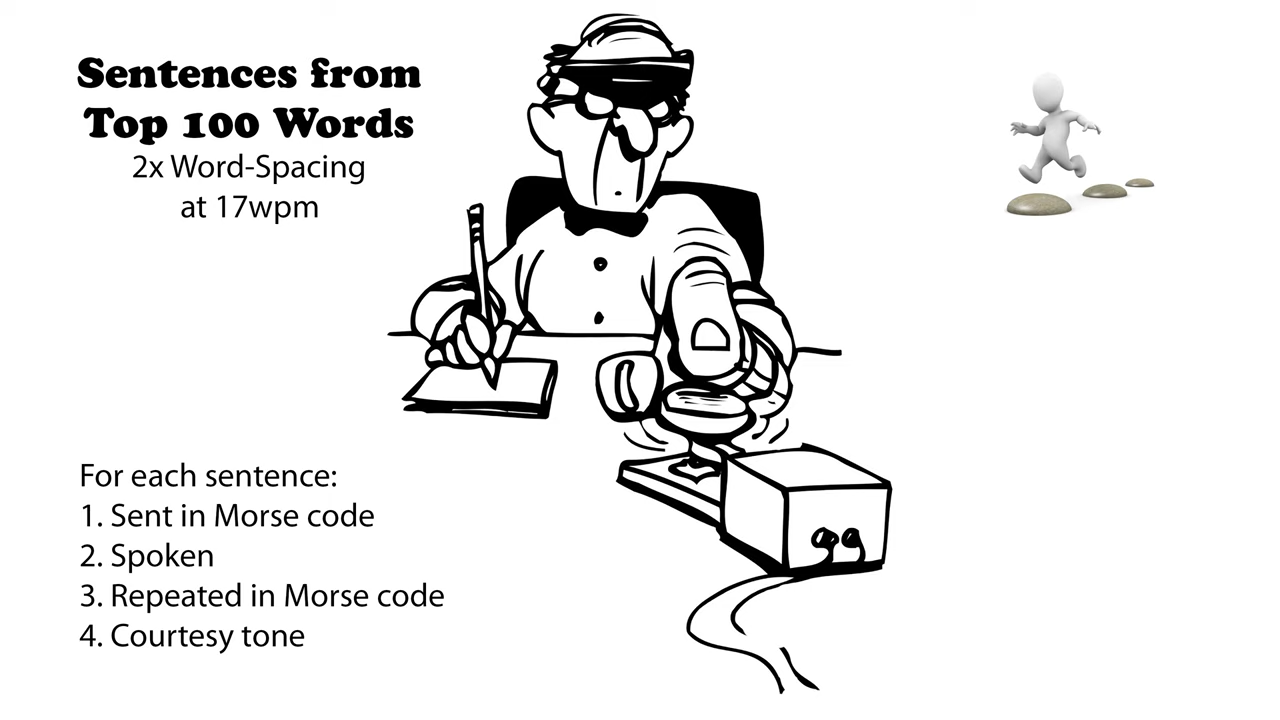 Sentences from
Top 100 Words
2x Word-Spacing
at 17wpm
For each sentence:
1. Sent in Morse code
2. Spoken
3. Repeated in Morse code
4. Courtesy tone